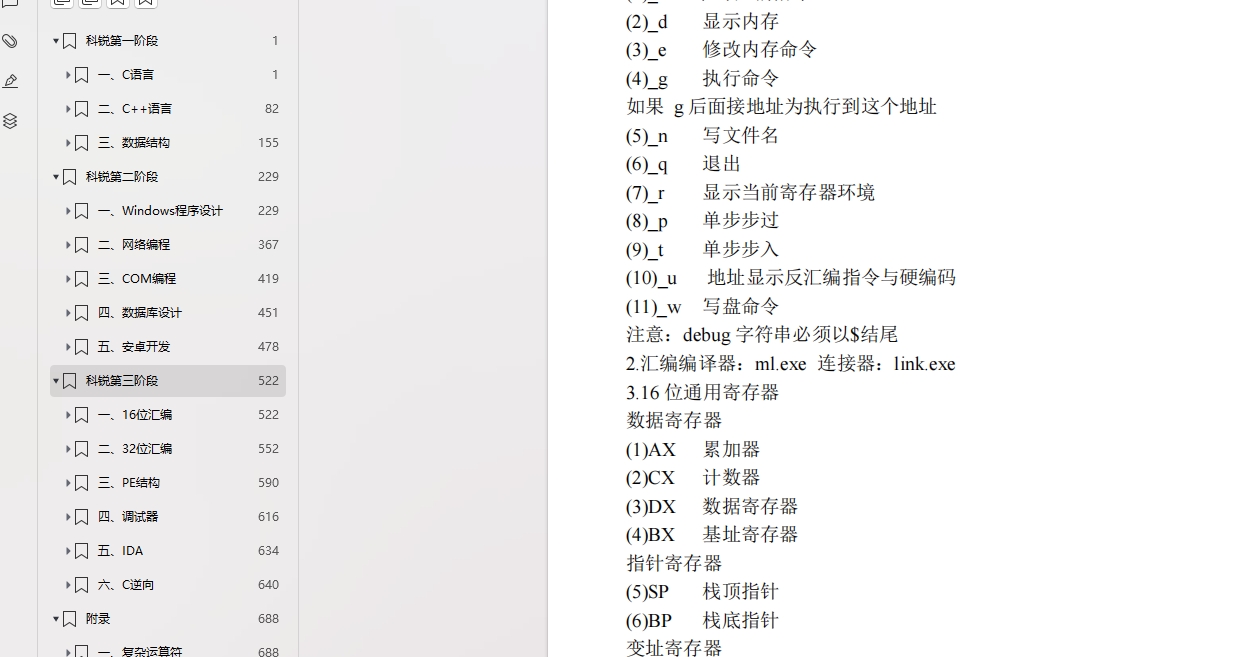 科锐第一阶段 1
一、C语言 1
二、C++语言 82
三、数据结构 155
科锐第二阶段 229
一、Windows程序设计 229
二、网络编程 367
三、COM编程 419
四、数据库设计 451
五、安卓开发 478
科锐第三阶段 522
一、16位汇编 522
二、32位汇编 552
三、PE结构 590
四、调试器 616
五、IDA 634
六、C逆向 640
附录 688
一、复杂运算符 688
(2)_d 显示内存
(3)_e 修改内存命令
(4)_g 执行命令
如果 g 后面接地址为执行到这个地址
(5)_n 写文件名
(6)_q 退出
(7)_r 显示当前寄存器环境
(8)_p 单步步过
(9)_t 单步步入
(10)_u 地址显示反汇编指令与硬编码
(11)_w 写盘命令
注意：debug 字符串必须以$结尾
2.汇编编译器：ml.exe 连接器：link.exe
3.16 位通用寄存器
数据寄存器
(1)AX 累加器
(2)CX 计数器
(3)DX 数据寄存器
(4)BX 基址寄存器
指针寄存器
(5)SP 栈顶指针
(6)BP 栈底指针
变址寄存器